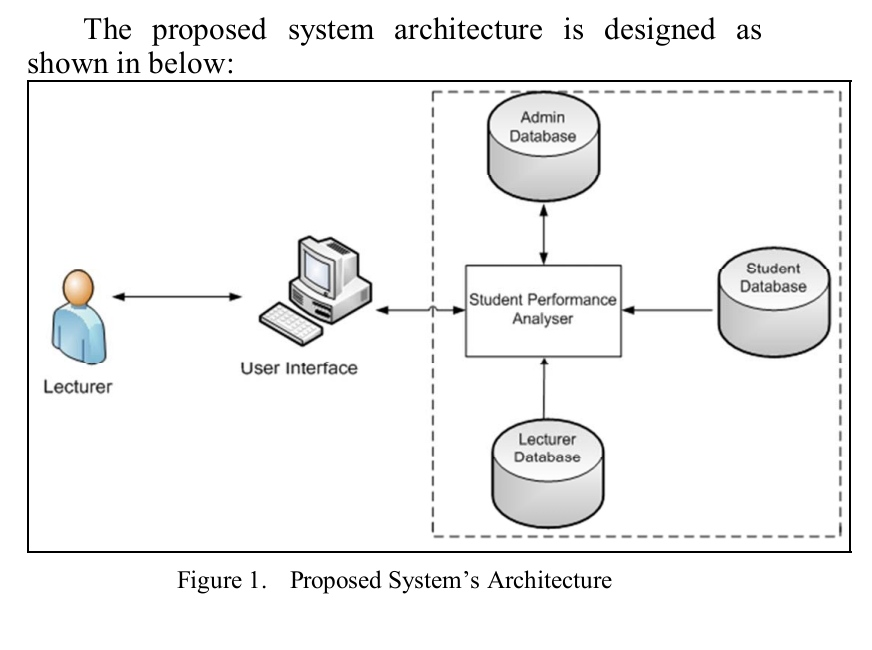 The proposed system architecture is designed as
shown in below:
Admin
Database
Student
Database
Student Performance
Analyser
User Interface
Lecturer
Lecturer
Database
Figure 1. Proposed System’s Architecture